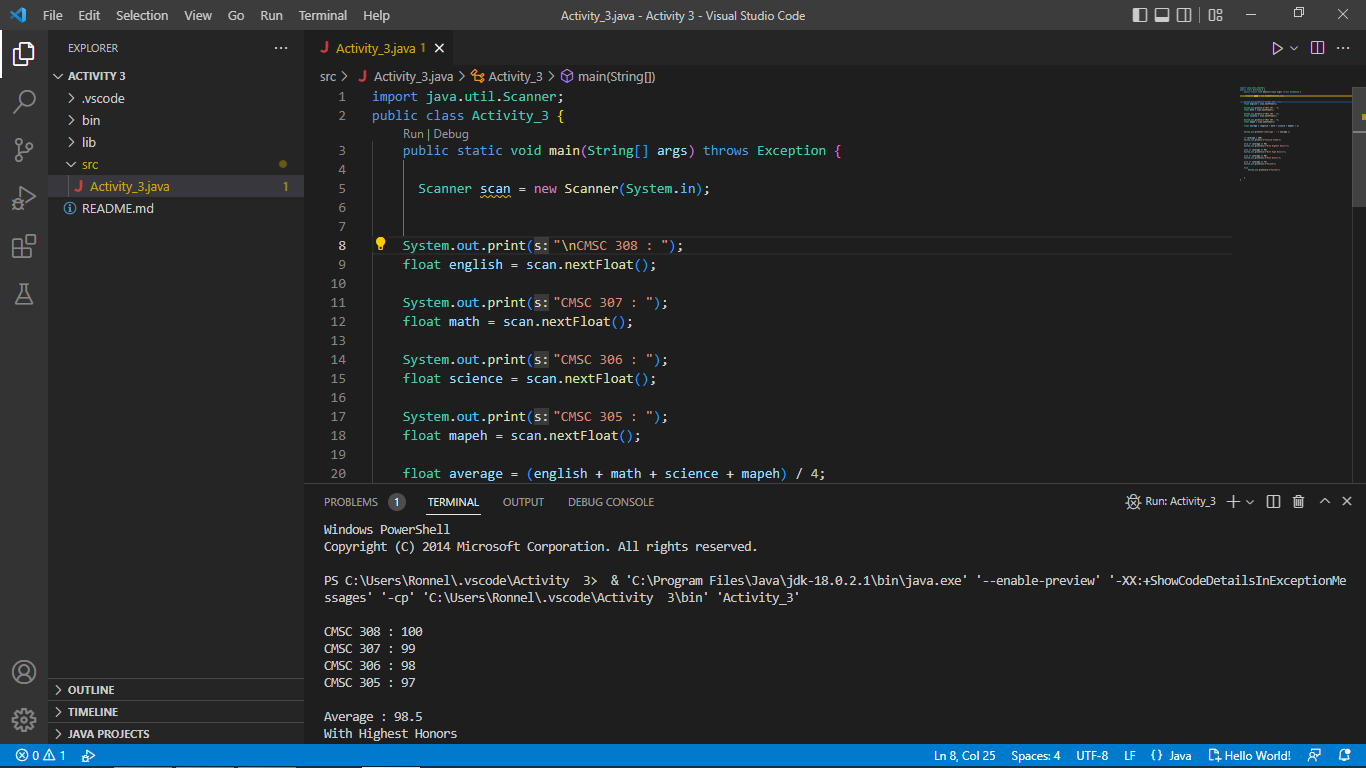 File Edit Selection View Go Run Terminal Help
Activity_3.java - Activity 3 - Visual Studio Code
EXPLORER
ACTIVITY 3
.vscode
bin
lib
src
Activity_3.java 1
README.md
OUTLINE
TIMELINE
JAVA PROJECTS
Activity_3.java 1
src > Activity_3.java > Activity_3 > main(String[])
1 import java.util.Scanner;
2 public class Activity_3 {
Run | Debug
3 public static void main(String[] args) throws Exception {
4
5 Scanner scan = new Scanner(System.in);
6
7
8 System.out.print(s: "\nCMSC 308 : ");
9 float english = scan.nextFloat();
10
11 System.out.print(s: "CMSC 307 : ");
12 float math = scan.nextFloat();
13
14 System.out.print(s: "CMSC 306 : ");
15 float science = scan.nextFloat();
16
17 System.out.print(s: "CMSC 305 : ");
18 float mapeh = scan.nextFloat();
19
20 float average = (english + math + science + mapeh) / 4;
PROBLEMS 1 TERMINAL OUTPUT DEBUG CONSOLE
Run: Activity_3
Windows PowerShell
Copyright (C) 2014 Microsoft Corporation. All rights reserved.
PS C:\Users\Ronnel\.vscode\Activity  3>  & 'C:\Program Files\Java\jdk-18.0.2.1\bin\java.exe' '--enable-preview' '-XX:+ShowCodeDetailsInExceptionMe
ssages' '-cp' 'C:\Users\Ronnel\.vscode\Activity  3\bin' 'Activity_3'
CMSC 308 : 100
CMSC 307 : 99
CMSC 306 : 98
CMSC 305 : 97
Average : 98.5
With Highest Honors
0 1
Ln 8, Col 25 Spaces: 4 UTF-8 LF {} Java Hello World!